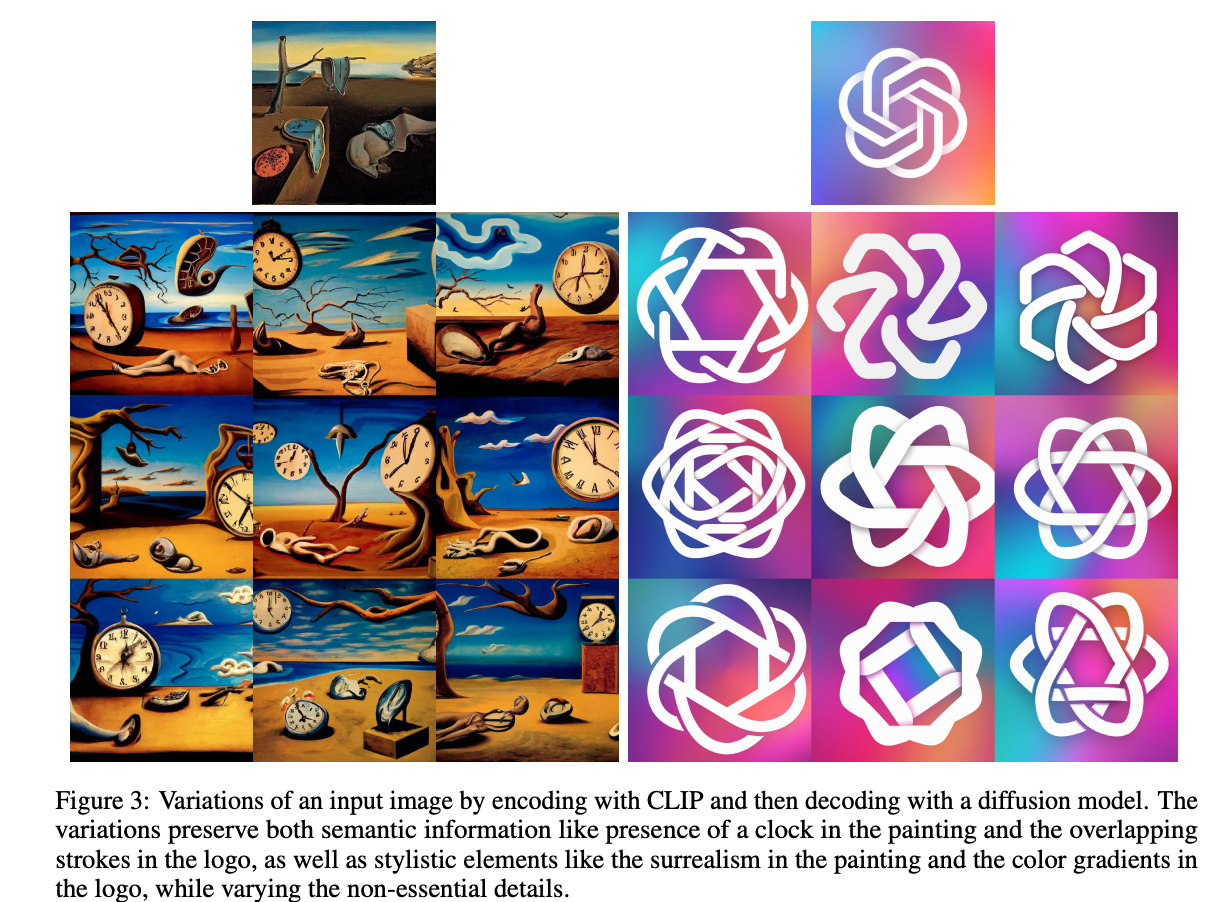 Figure 3: Variations of an input image by encoding with CLIP and then decoding with a diffusion model. The
variations preserve both semantic information like presence of a clock in the painting and the overlapping
strokes in the logo, as well as stylistic elements like the surrealism in the painting and the color gradients in
the logo, while varying the non-essential details.